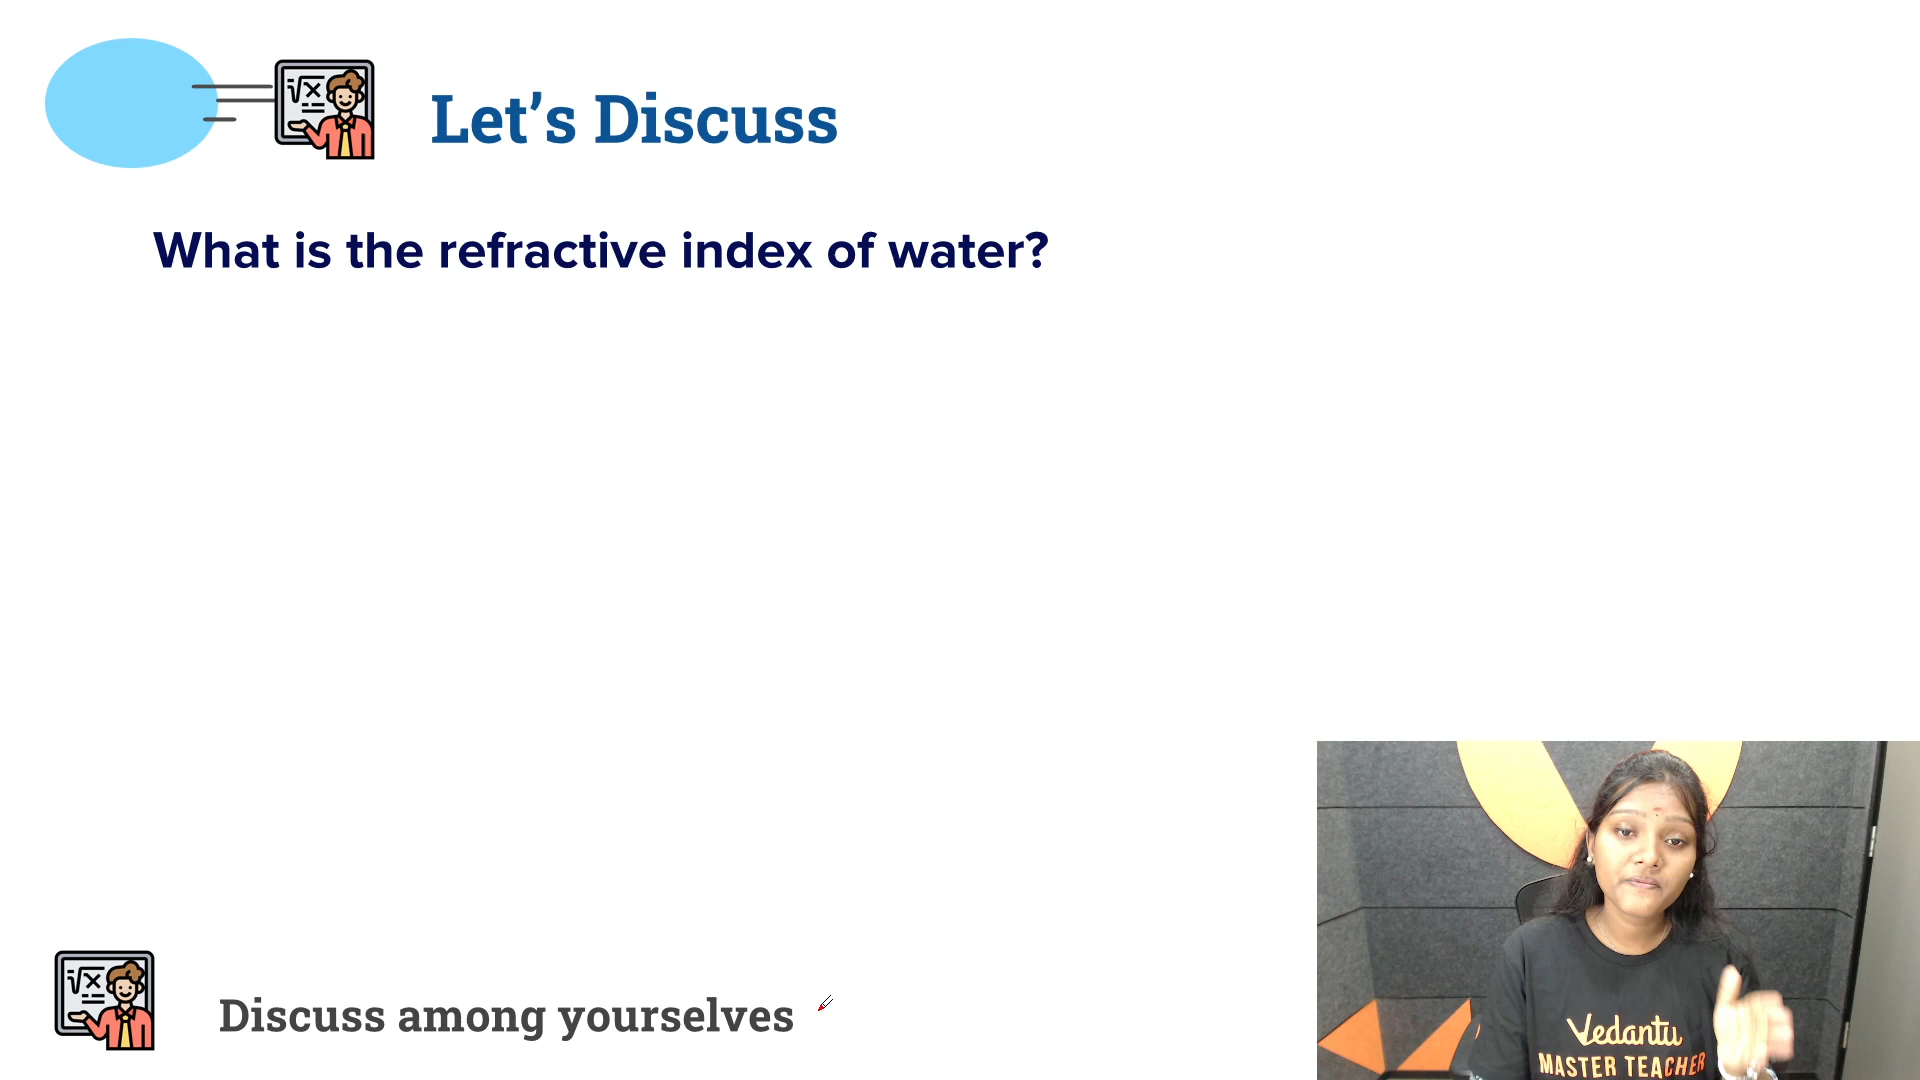 √x
Let’s Discuss
What is the refractive index of water?
√x
Discuss among yourselves
Vedantu
MASTER TEACHER